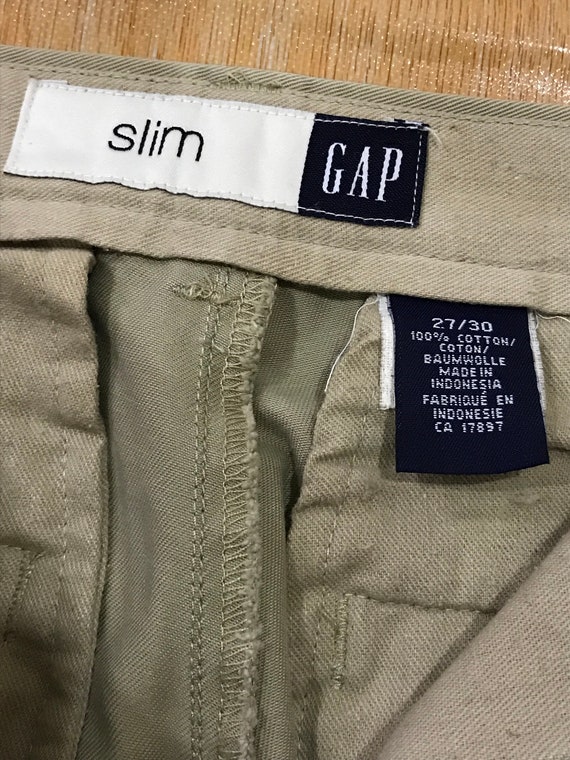 slim
GAP
27/30
100% COTTON/
COTON/
BAUMWOLLE
MADE IN
INDONESIA
FABRIQUÉ EN
INDONESIE
CA 17897